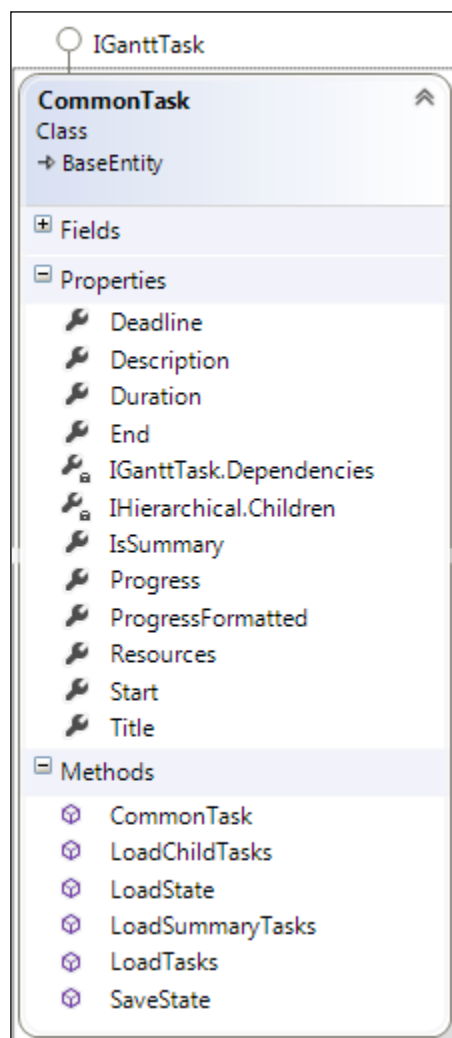 IGanttTask
CommonTask
Class
BaseEntity
Fields
Properties
Deadline
Description
Duration
End
IGanttTask.Dependencies
IHierarchical.Children
IsSummary
Progress
ProgressFormatted
Resources
Start
Title
Methods
CommonTask
LoadChildTasks
LoadState
LoadSummaryTasks
LoadTasks
SaveState